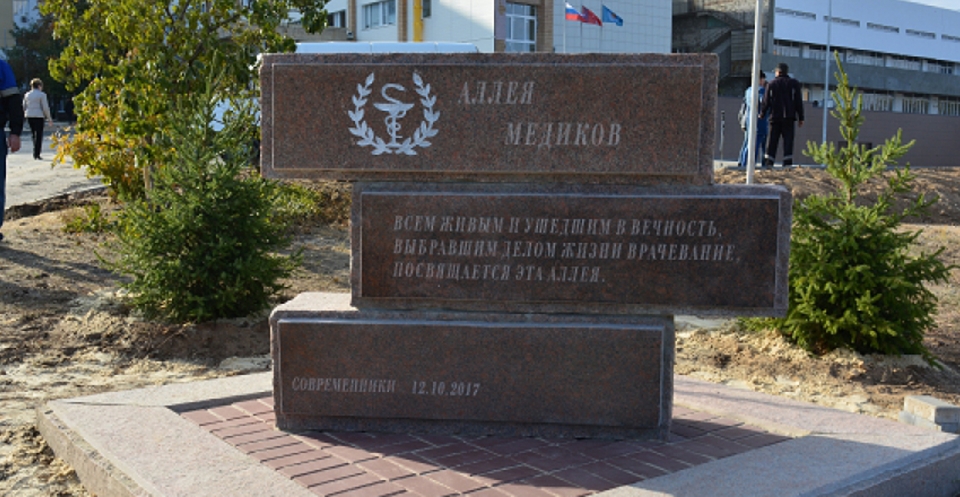 АЛЛЕЯ
МЕДИКОВ
ВСЕМ ЖИВЫМ И УШЕДШИМ В ВЕЧНОСТЬ,
ВЫБРАВШИМ ДЕЛОМ ЖИЗНИ ВРАЧЕВАНИЕ,
ПОСВЯЩАЕТСЯ ЭТА АЛЛЕЯ.
СОВРЕМЕННИКИ 12.10.2017